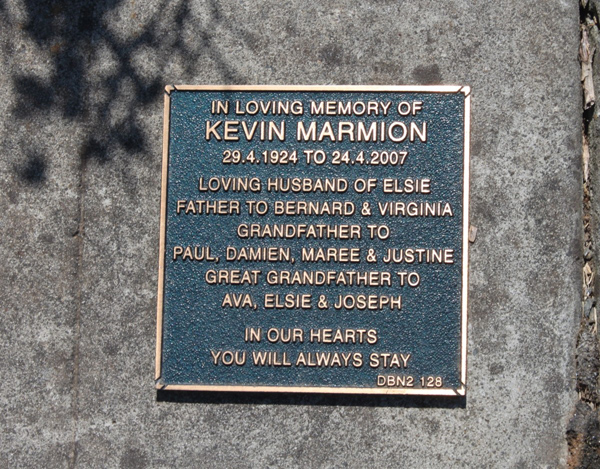 IN LOVING MEMORY OF
KEVIN MARMION
29.4.1924 TO 24.4.2007
LOVING HUSBAND OF ELSIE
FATHER TO BERNARD & VIRGINIA
GRANDFATHER TO
PAUL, DAMIEN, MAREE & JUSTINE
GREAT GRANDFATHER TO
AVA, ELSIE & JOSEPH
IN OUR HEARTS
YOU WILL ALWAYS STAY
DBN2 128